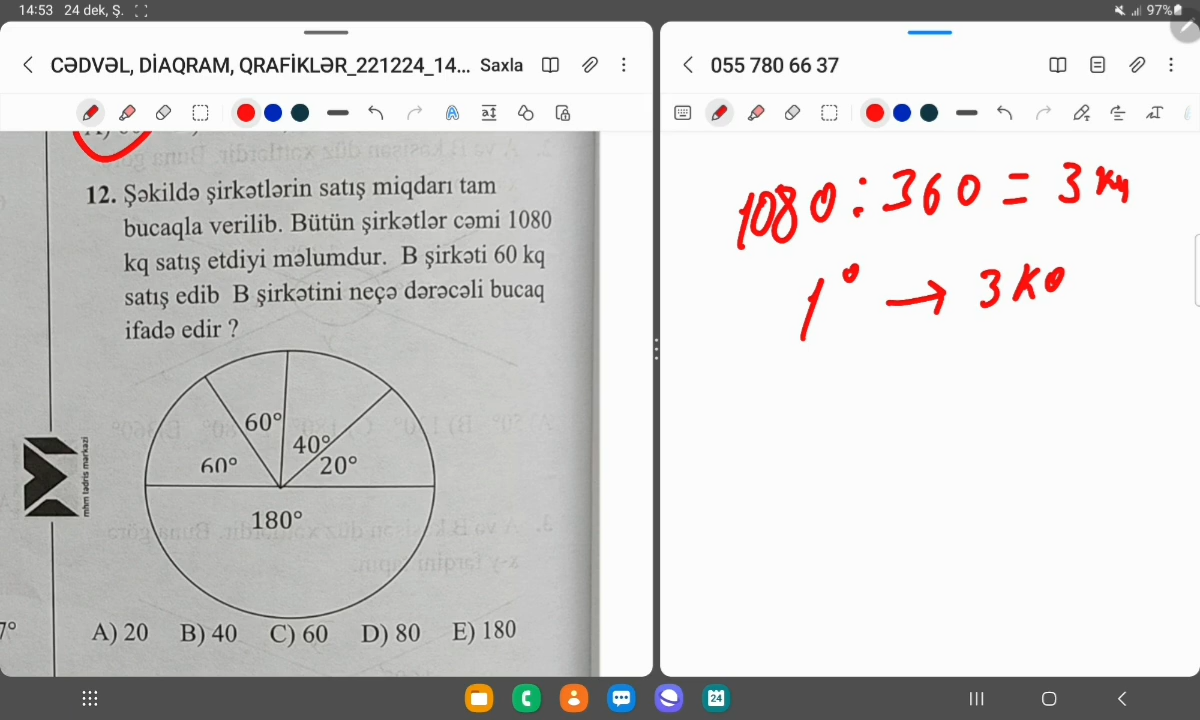 14:53 24 dek, Ş.
97%
CƏDVƏL, DİAQRAM, QRAFİKLƏR_221224_14... Saxla
055 780 66 37
12. Şəkildə şirkətlərin satış miqdarı tam
bucaqla verilib. Bütün şirkətlər cəmi 1080
kq satış etdiyi məlumdur. B şirkəti 60 kq
satış edib B şirkətini neçə dərəcəli bucaq
ifadə edir ?
60°
40°
60°
20°
180°
mhm tədris mərkəzi
7°
A) 20 B) 40 C) 60 D) 80 E) 180
1080 : 360 = 3 кq
1° → 3 к
24